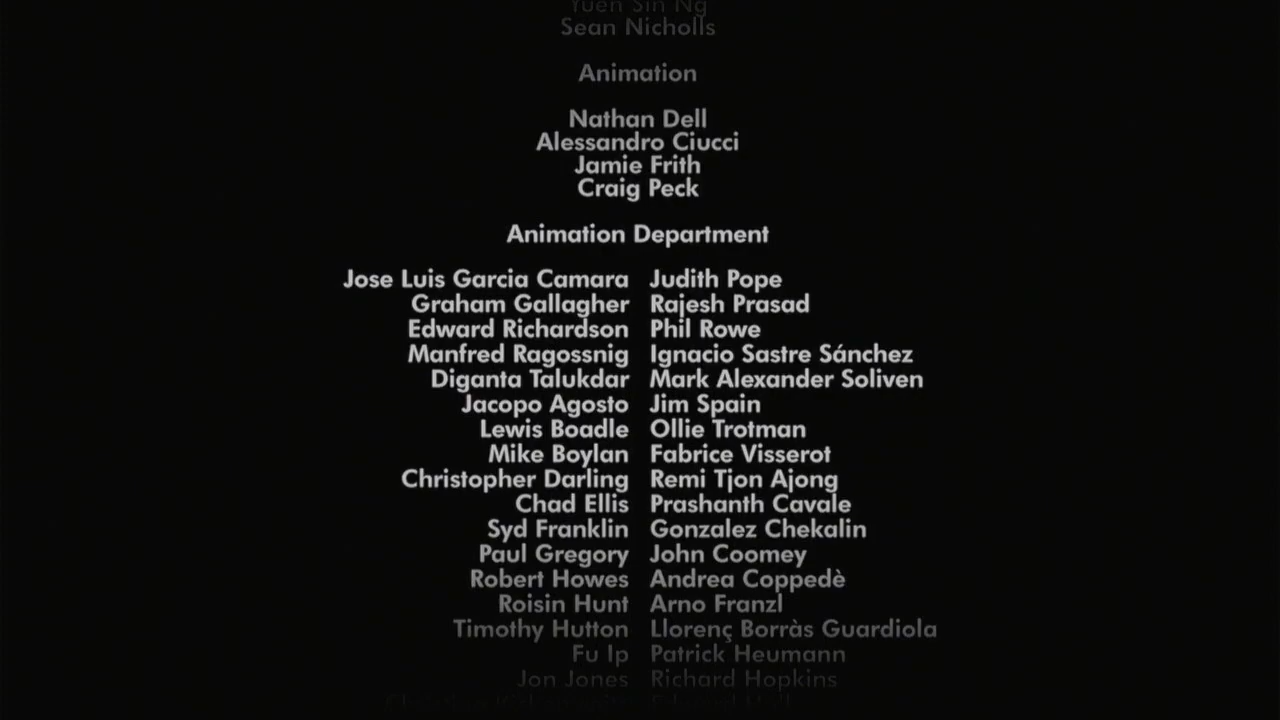 Yuen Sin Ng
Sean Nicholls
Animation
Nathan Dell
Alessandro Ciucci
Jamie Frith
Craig Peck
Animation Department
Jose Luis Garcia Camara Judith Pope
Graham Gallagher Rajesh Prasad
Edward Richardson Phil Rowe
Manfred Ragossnig Ignacio Sastre Sánchez
Diganta Talukdar Mark Alexander Soliven
Jacopo Agosto Jim Spain
Lewis Boadle Ollie Trotman
Mike Boylan Fabrice Visserot
Christopher Darling Remi Tjon Ajong
Chad Ellis Prashanth Cavale
Syd Franklin Gonzalez Chekalin
Paul Gregory John Coomey
Robert Howes Andrea Coppedè
Roisin Hunt Arno Franzl
Timothy Hutton Llorenç Borràs Guardiola
Fu Ip Patrick Heumann
Jon Jones Richard Hopkins